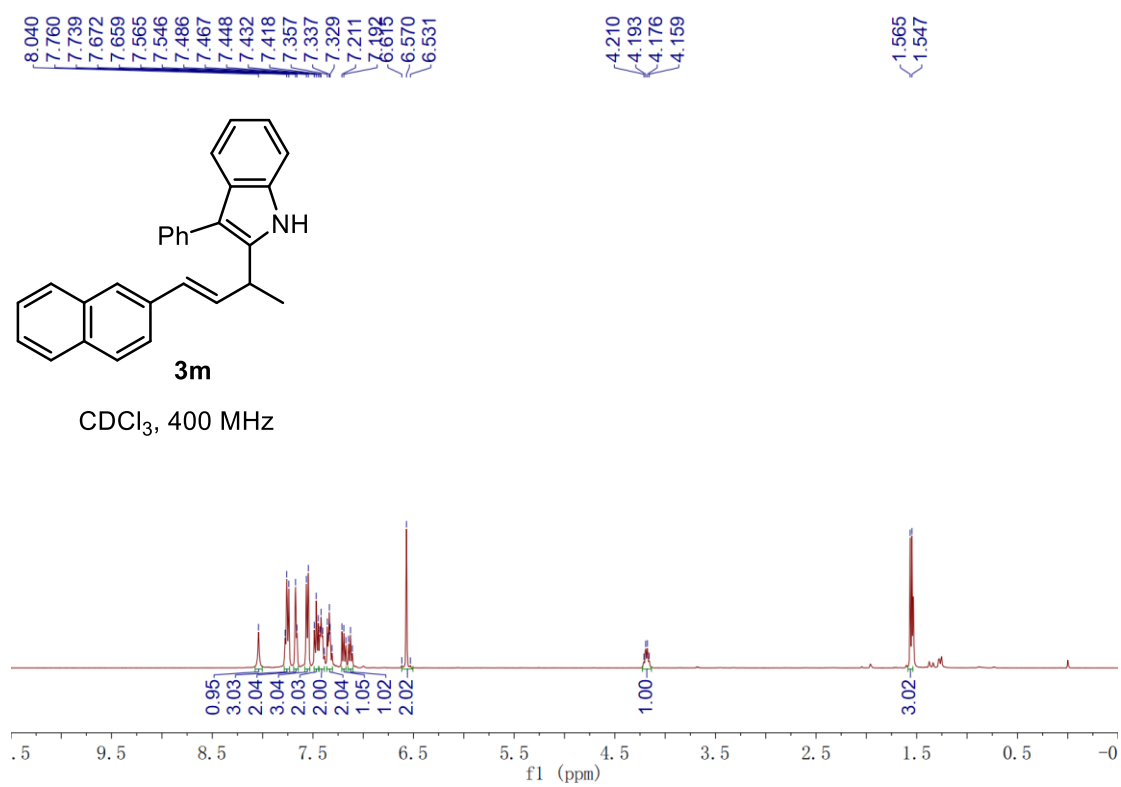 8.040 7.760 7.739 7.672 7.659 7.565 7.546 7.486 7.467 7.448 7.432 7.418 7.357 7.337 7.329 7.211 7.192 6.615 6.570 6.531 4.210 4.193 4.176 4.159 1.565 1.547
NH
Ph
3m
CDCl3, 400 MHz
0.95 3.03 2.04 3.04 2.03 2.00 2.04 1.05 1.02 2.02 1.00 3.02
.5 9.5 8.5 7.5 6.5 5.5 4.5 3.5 2.5 1.5 0.5 -0
f1 (ppm)